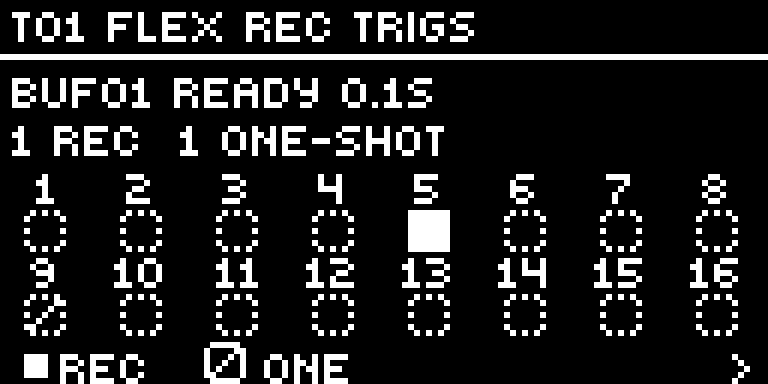 T01 FLEX REC TRIGS
BUF01 READY 0.1S
1 REC 1 ONE-SHOT
1 2 3 4 5 6 7 8
9 10 11 12 13 14 15 16
REC ONE >